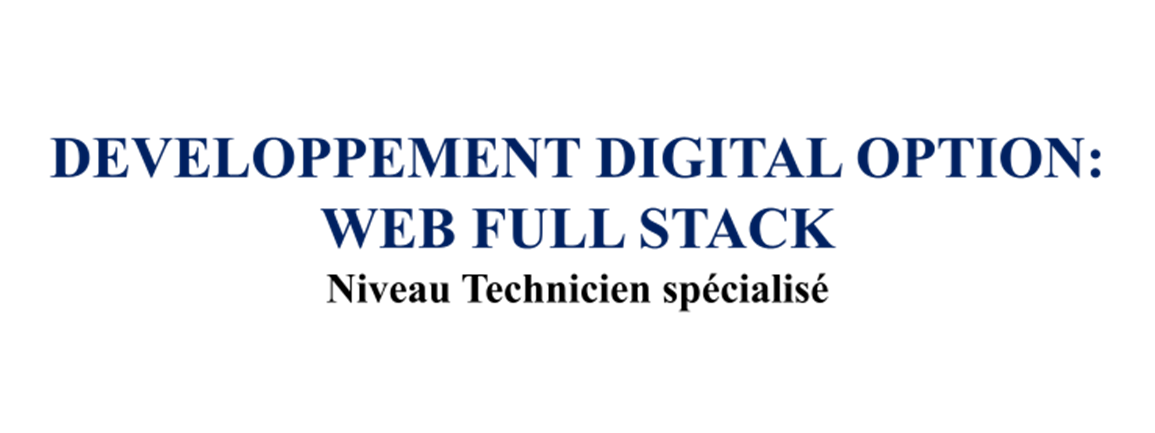 DEVELOPPEMENT DIGITAL OPTION:
WEB FULL STACK
Niveau Technicien spécialisé